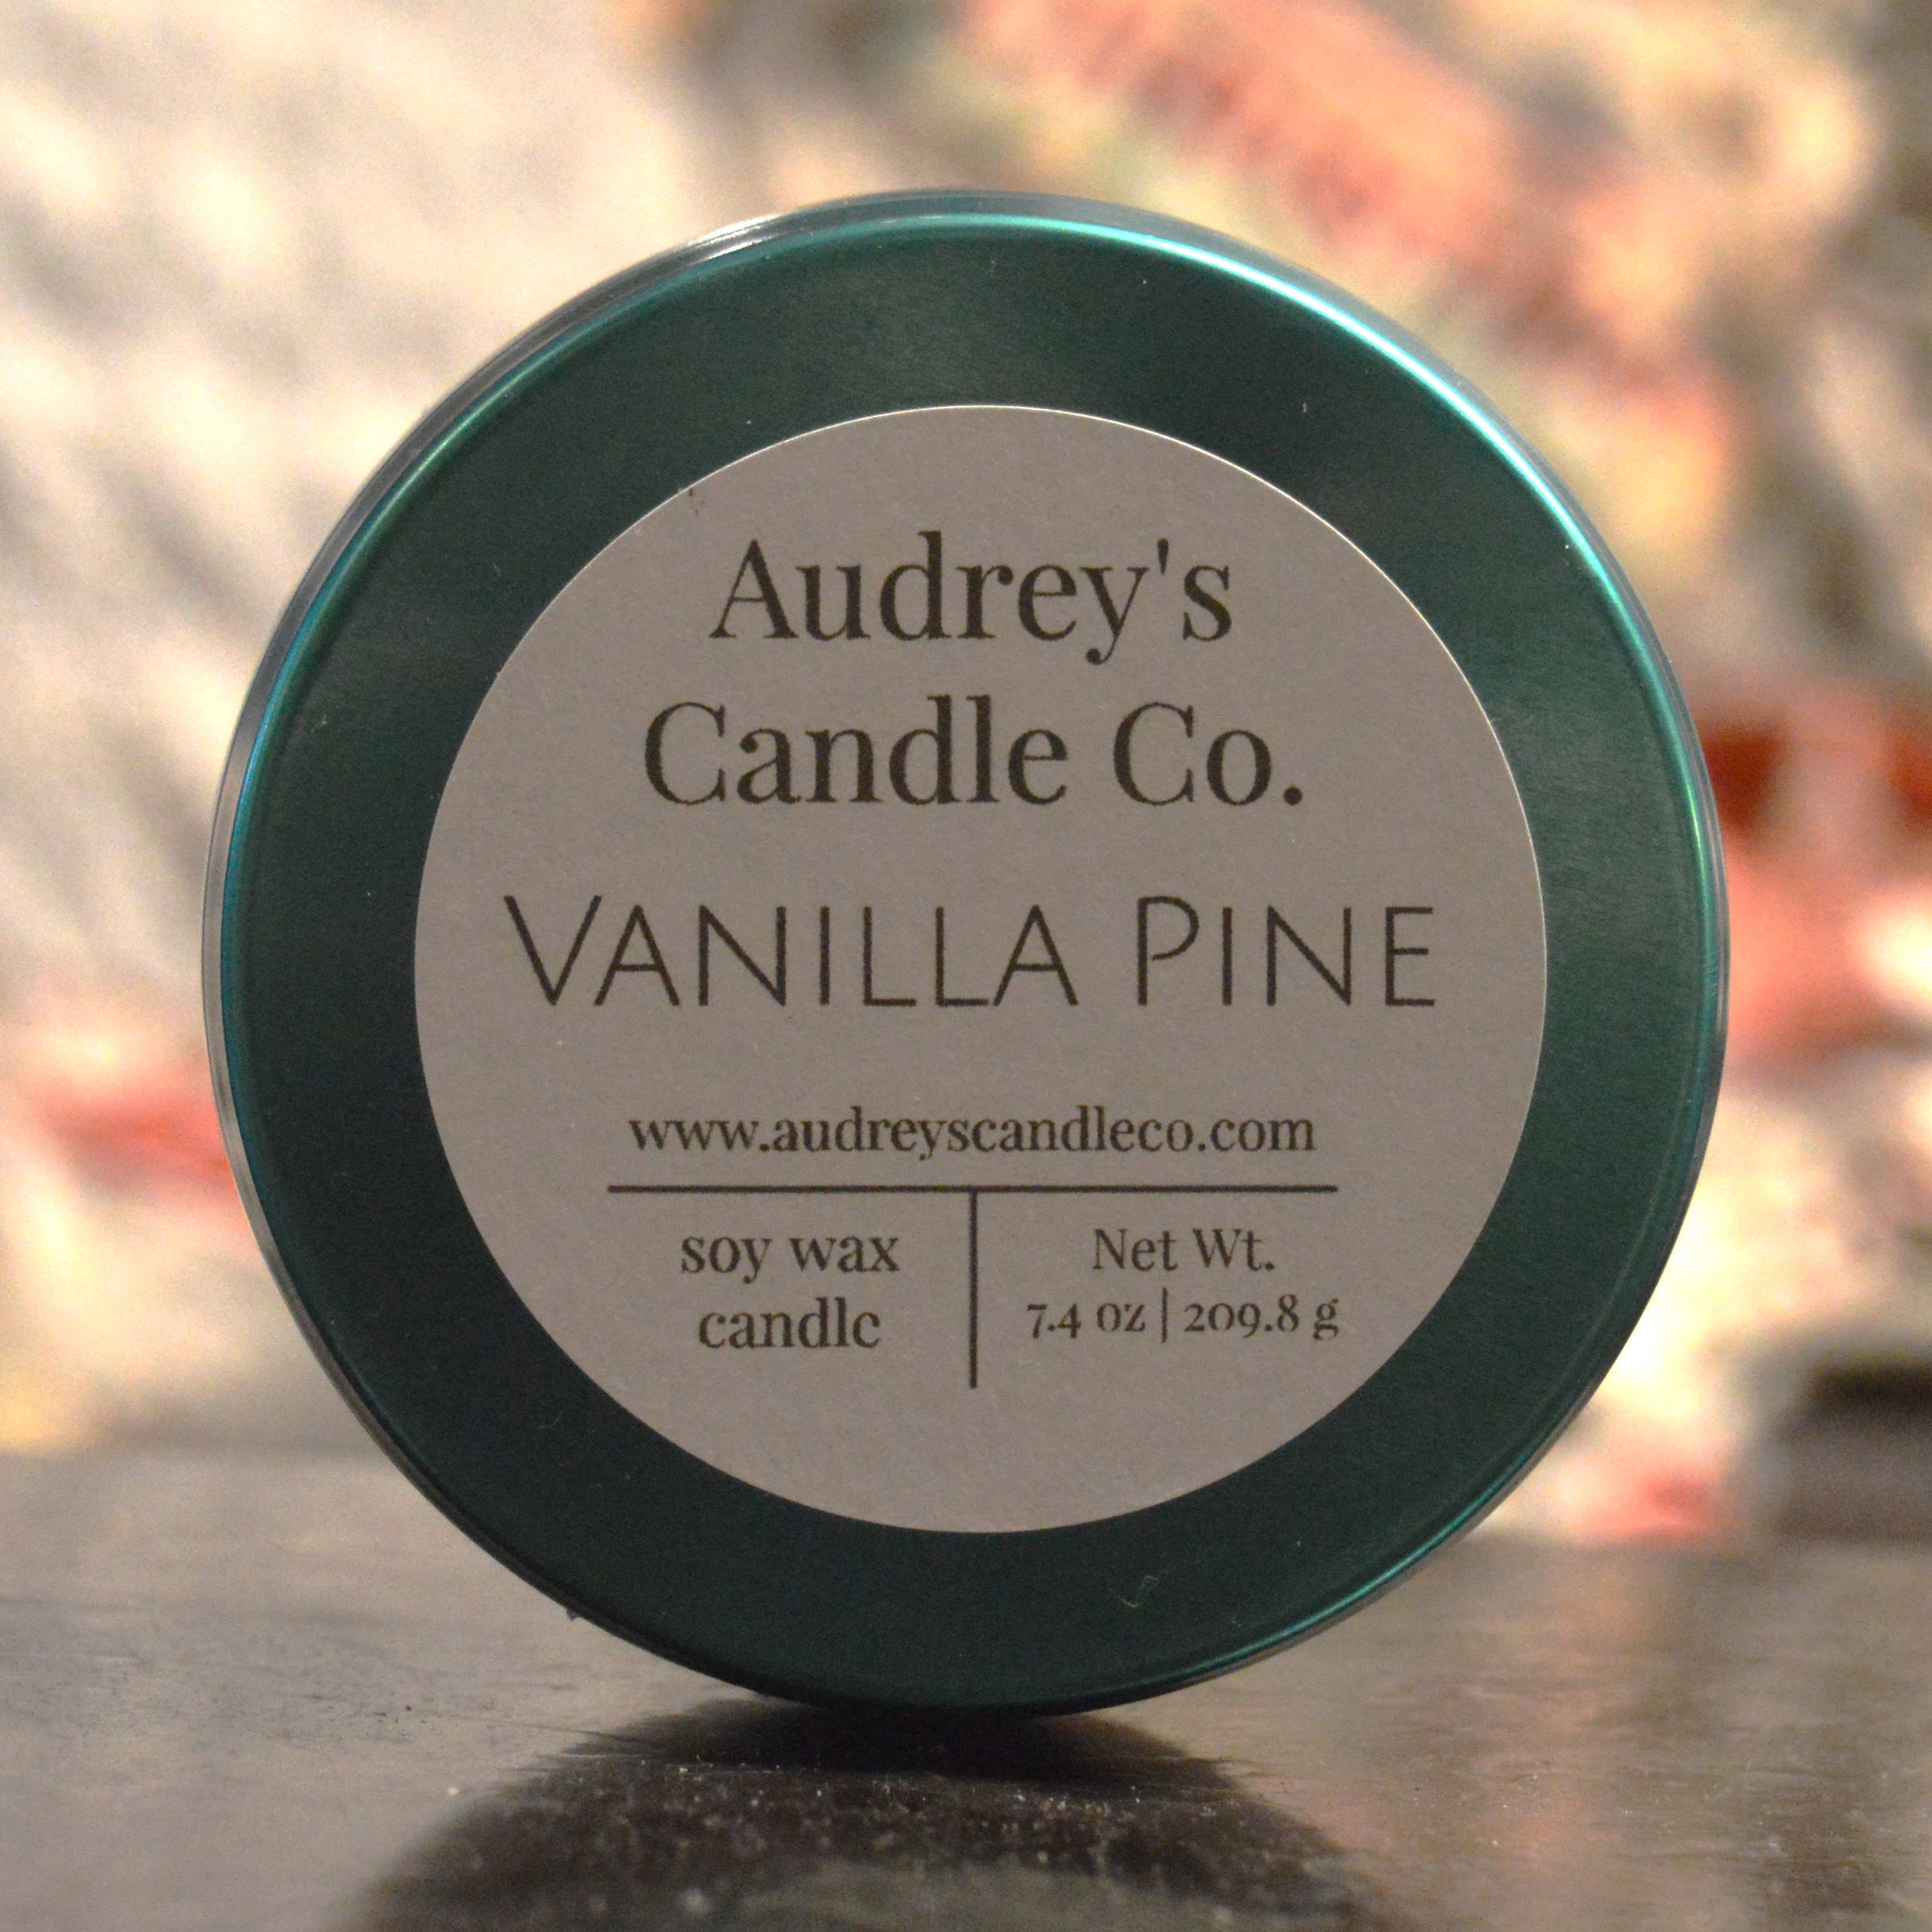 Audrey's
Candle Co.
VANILLA PINE
www.audreyscandleco.com
soy wax
candle
Net Wt.
7.4 oz | 209.8 g